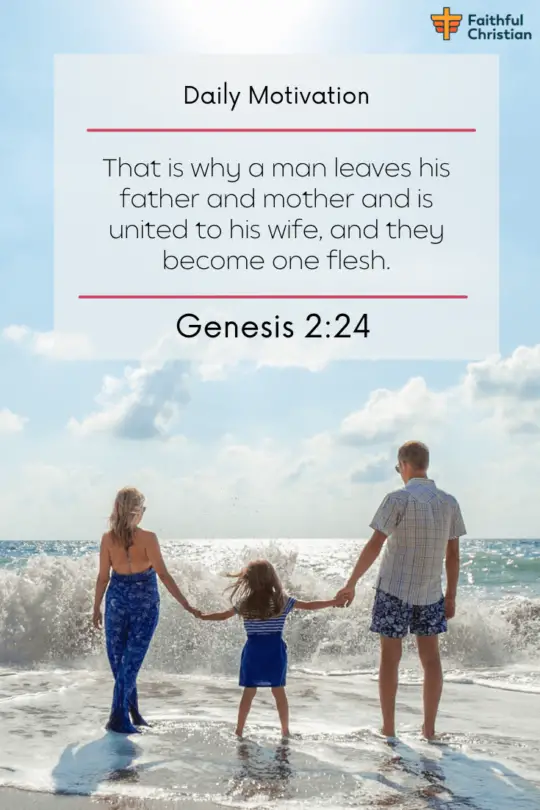 Faithful
Christian
Daily Motivation
That is why a man leaves his
father and mother and is
united to his wife, and they
become one flesh.
Genesis 2:24